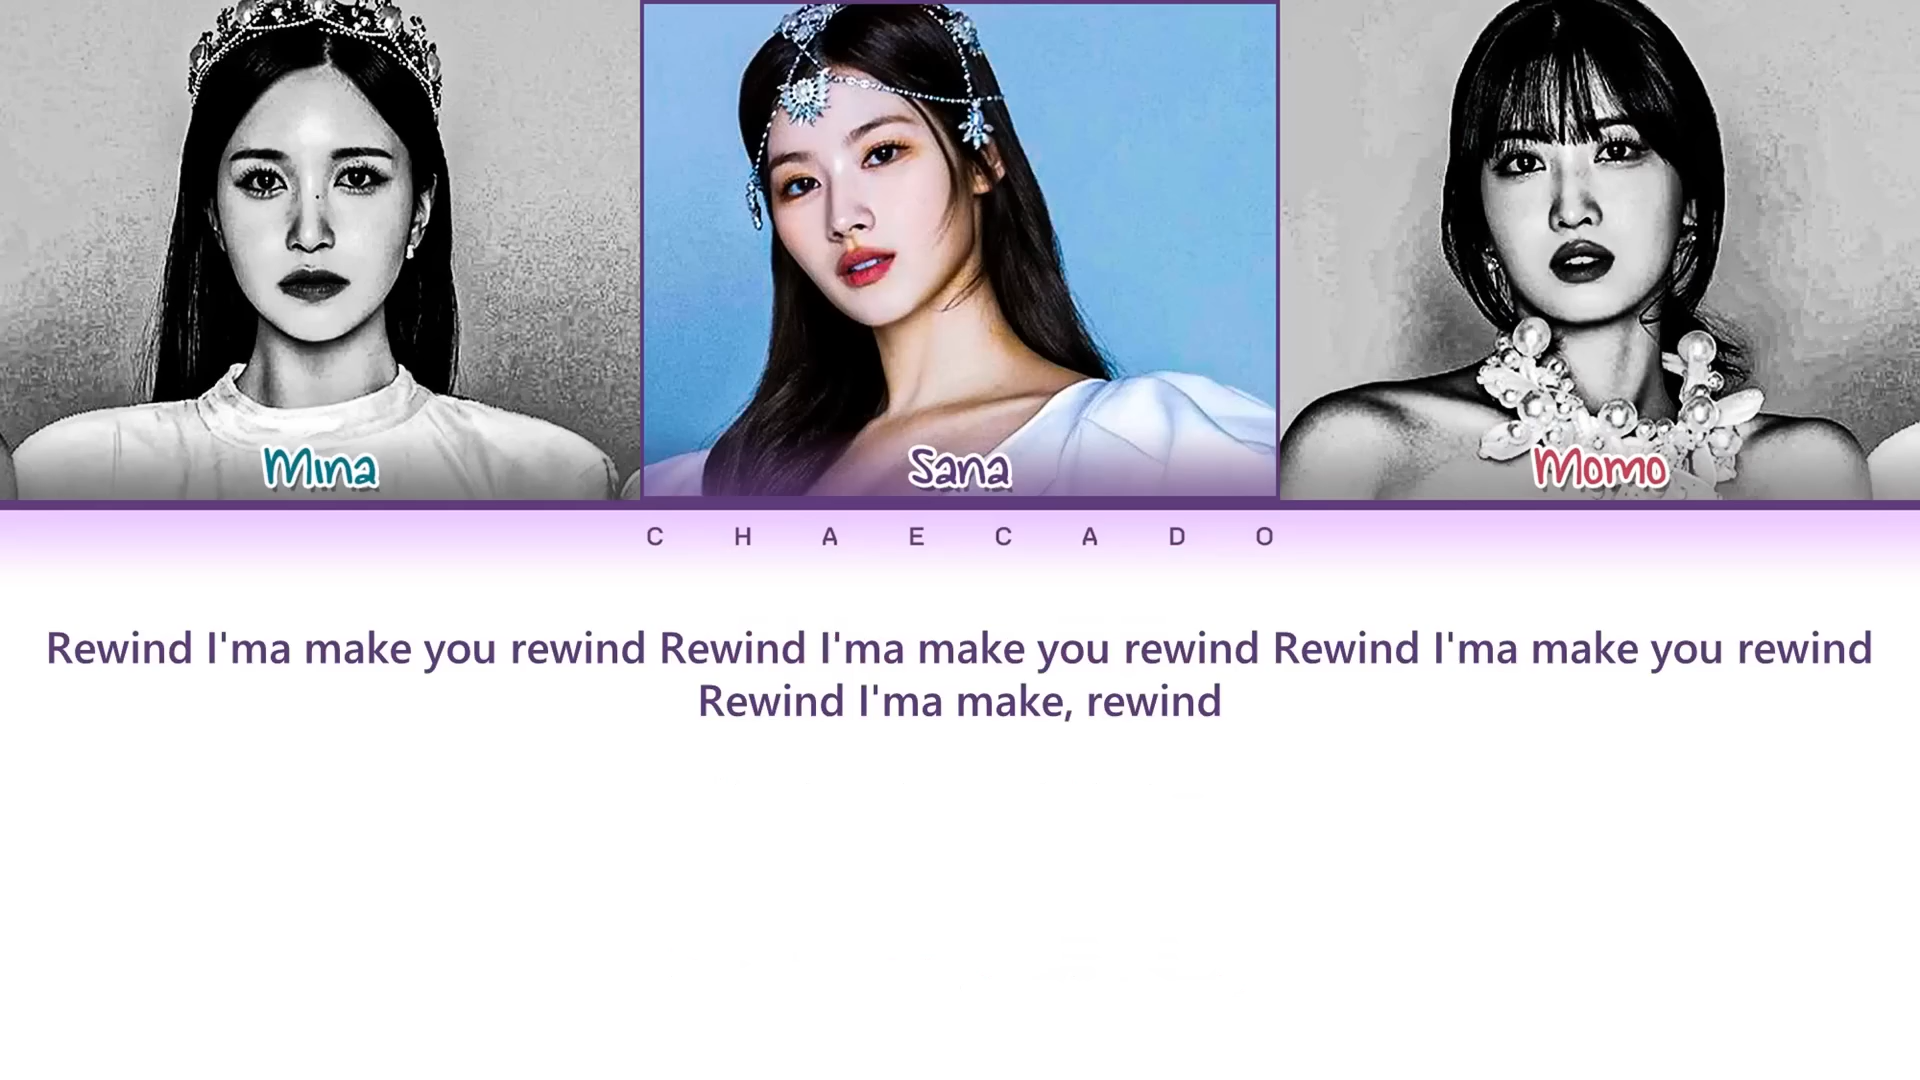 Mina Sana Momo
CHAECADO
Rewind I'ma make you rewind Rewind I'ma make you rewind Rewind I'ma make you rewind
Rewind I'ma make, rewind